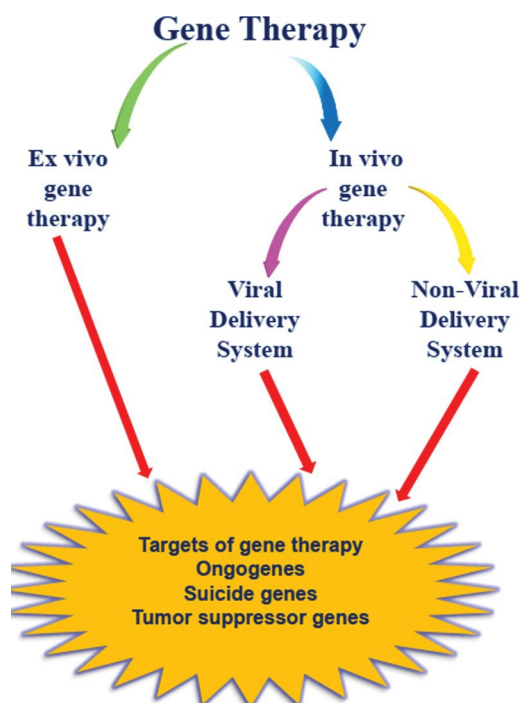 Gene Therapy
Ex vivo
gene
therapy
In vivo
gene
therapy
Viral
Delivery
System
Non-Viral
Delivery
System
Targets of gene therapy
Ongogenes
Suicide genes
Tumor suppressor genes